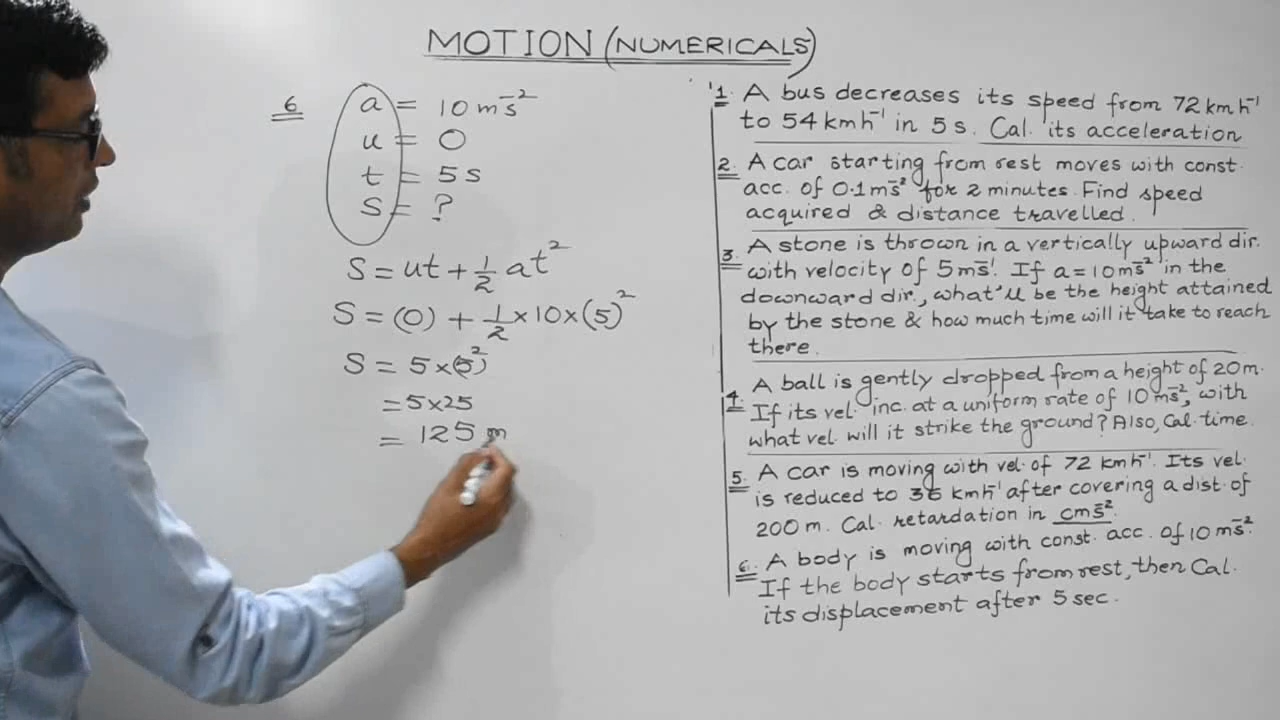 MOTION (NUMERICALS)
6 a = 10 ms⁻²
u = 0
t = 5 s
S = ?
S = ut + 1/2 at²
S = (0) + 1/2 × 10 × (5)²
S = 5 × (5)²
= 5×25
= 125 m
1. A bus decreases its speed from 72 km h⁻¹
to 54 km h⁻¹ in 5 s. Cal. its acceleration
2. A car starting from rest moves with const.
acc. of 0.1 ms⁻² for 2 minutes. Find speed
acquired & distance travelled.
3. A stone is thrown in a vertically upward dir.
with velocity of 5 ms⁻¹. If a = 10 ms⁻² in the
downward dir., what'll be the height attained
by the stone & how much time will it take to reach
there.
4. A ball is gently dropped from a height of 20 m.
If its vel. inc. at a uniform rate of 10 ms⁻², with
what vel. will it strike the ground? Also, Cal. time.
5. A car is moving with vel. of 72 km h⁻¹. Its vel.
is reduced to 36 km h⁻¹ after covering a dist. of
200 m. Cal. retardation in cm s⁻².
6. A body is moving with const. acc. of 10 ms⁻².
If the body starts from rest, then Cal.
its displacement after 5 sec.